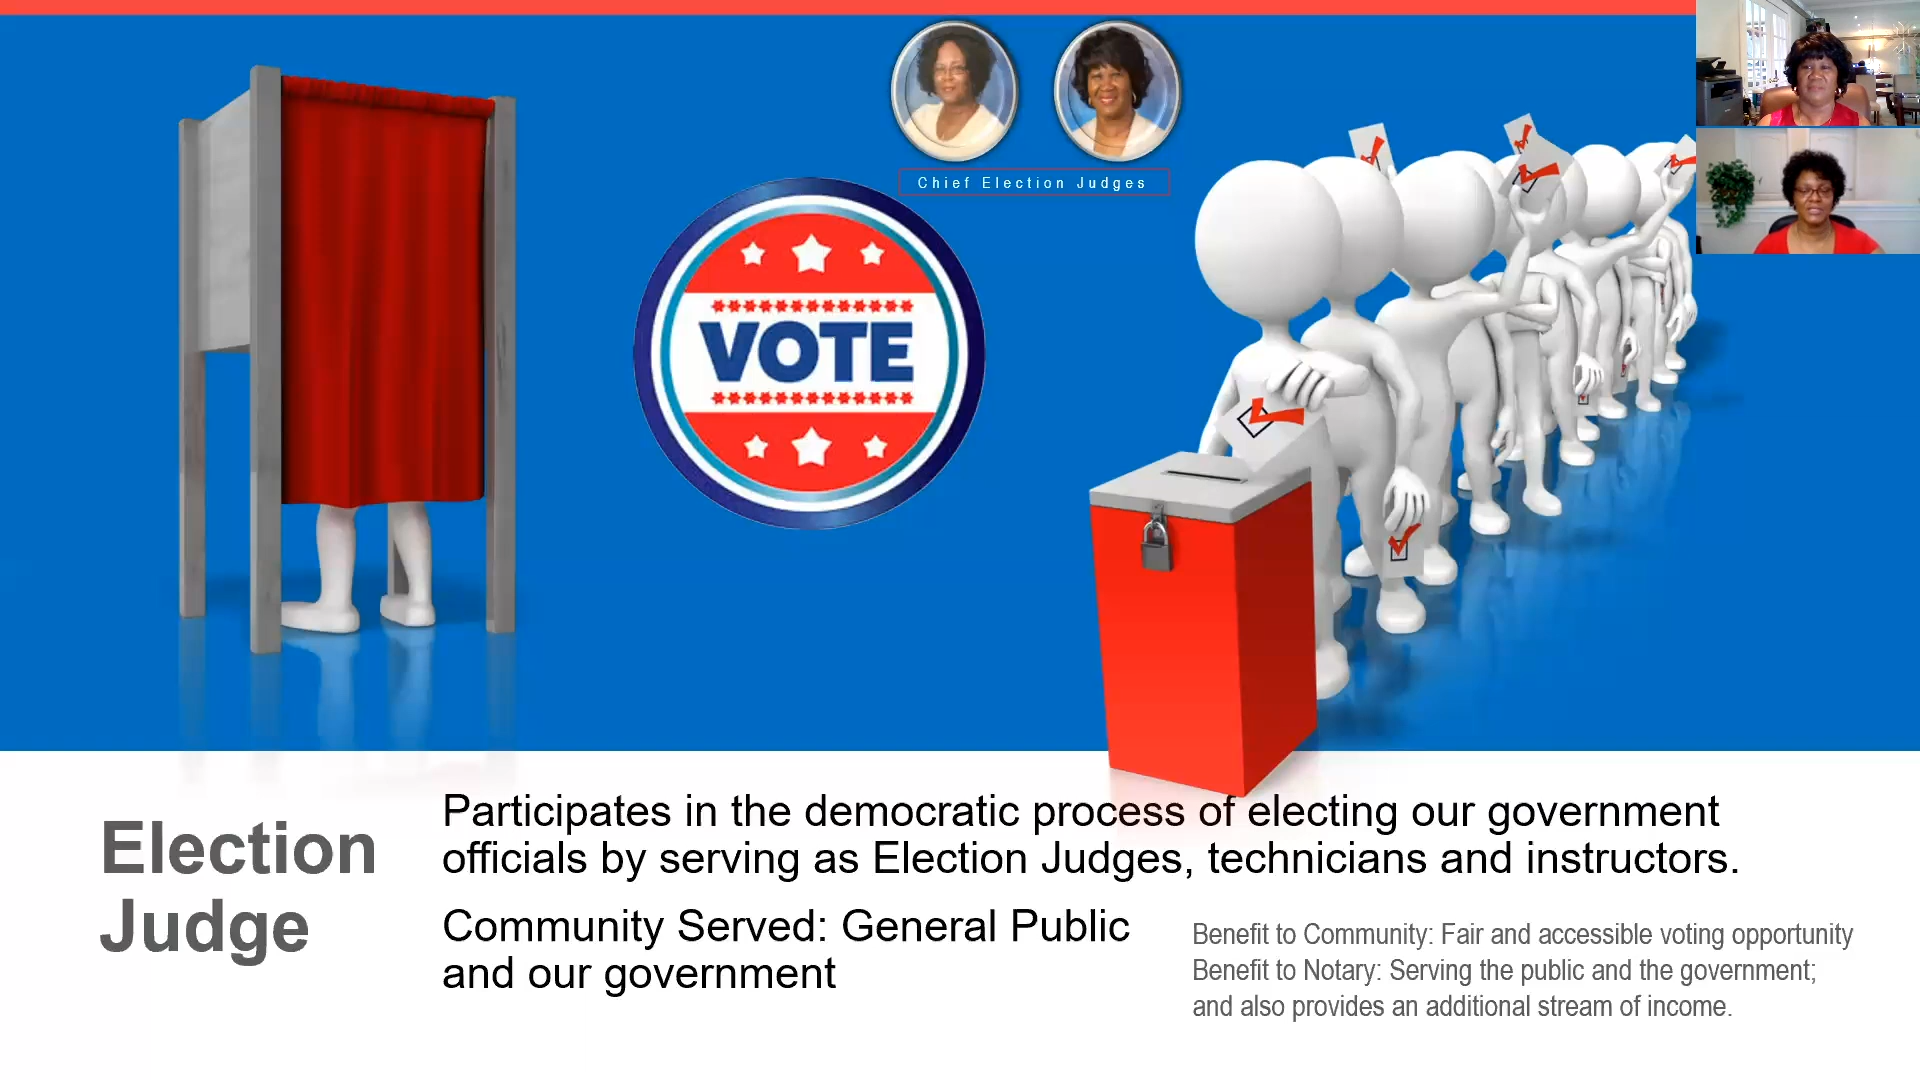 Chief Election Judges
VOTE
Election
Judge
Participates in the democratic process of electing our government
officials by serving as Election Judges, technicians and instructors.
Community Served: General Public
and our government
Benefit to Community: Fair and accessible voting opportunity
Benefit to Notary: Serving the public and the government;
and also provides an additional stream of income.